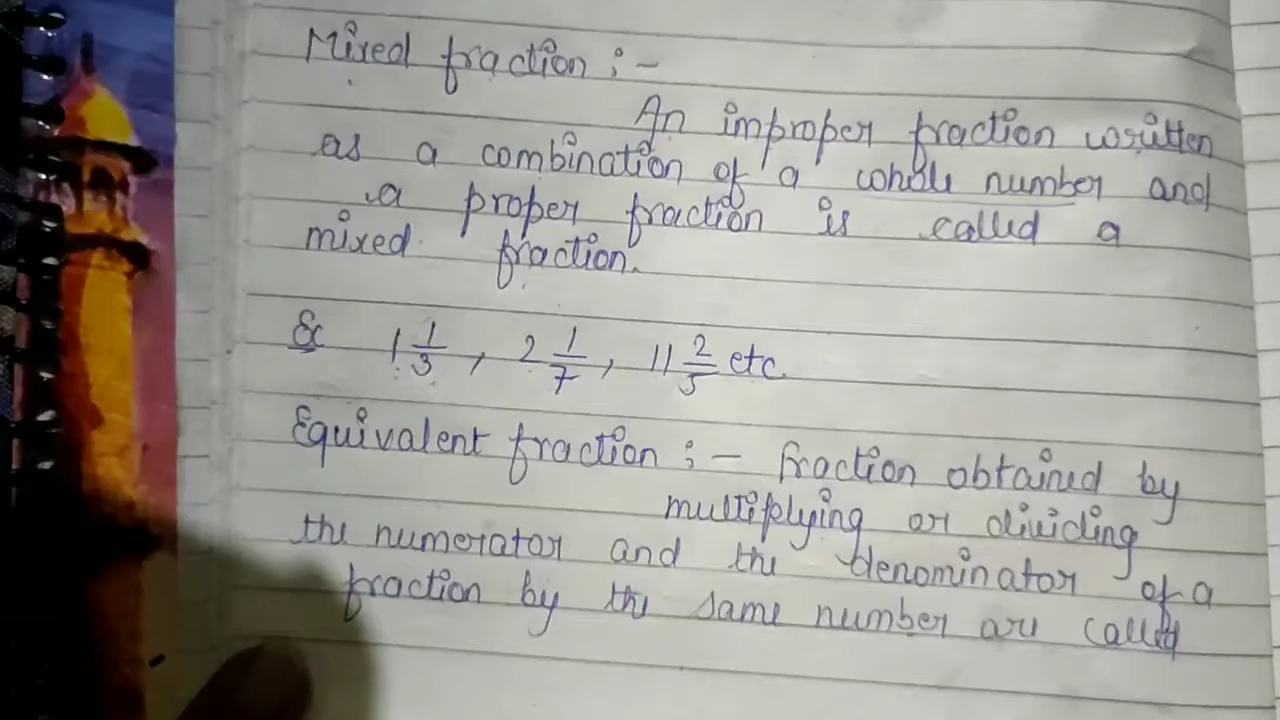 Mixed fraction :-
An improper fraction written
as a combination of a whole number and
a proper fraction is called a
mixed fraction.
Ex 1 1/3, 2 1/7, 11 2/5 etc.
Equivalent fraction :- fraction obtained by
multiplying or dividing
the numerator and the denominator of a
fraction by the same number are called